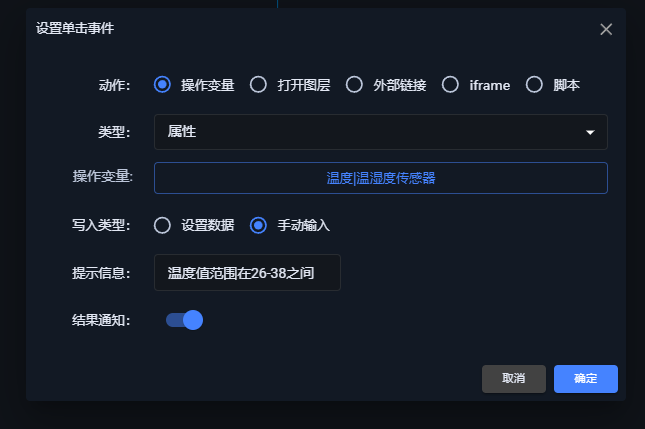 设置单击事件
动作： 操作变量 打开图层 外部链接 iframe 脚本
类型： 属性
操作变量: 温度|温湿度传感器
写入类型： 设置数据 手动输入
提示信息： 温度值范围在26-38之间
结果通知：
取消 确定